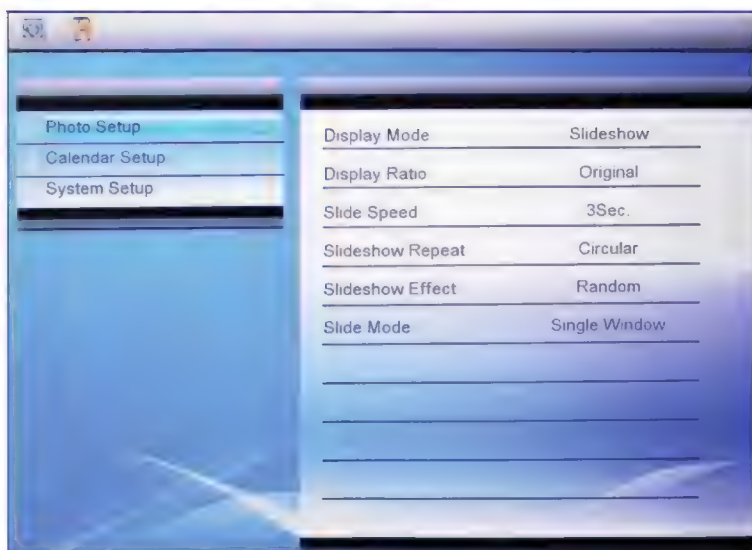 Photo Setup
Calendar Setup
System Setup
Display Mode Slideshow
Display Ratio Original
Slide Speed 3Sec.
Slideshow Repeat Circular
Slideshow Effect Random
Slide Mode Single Window